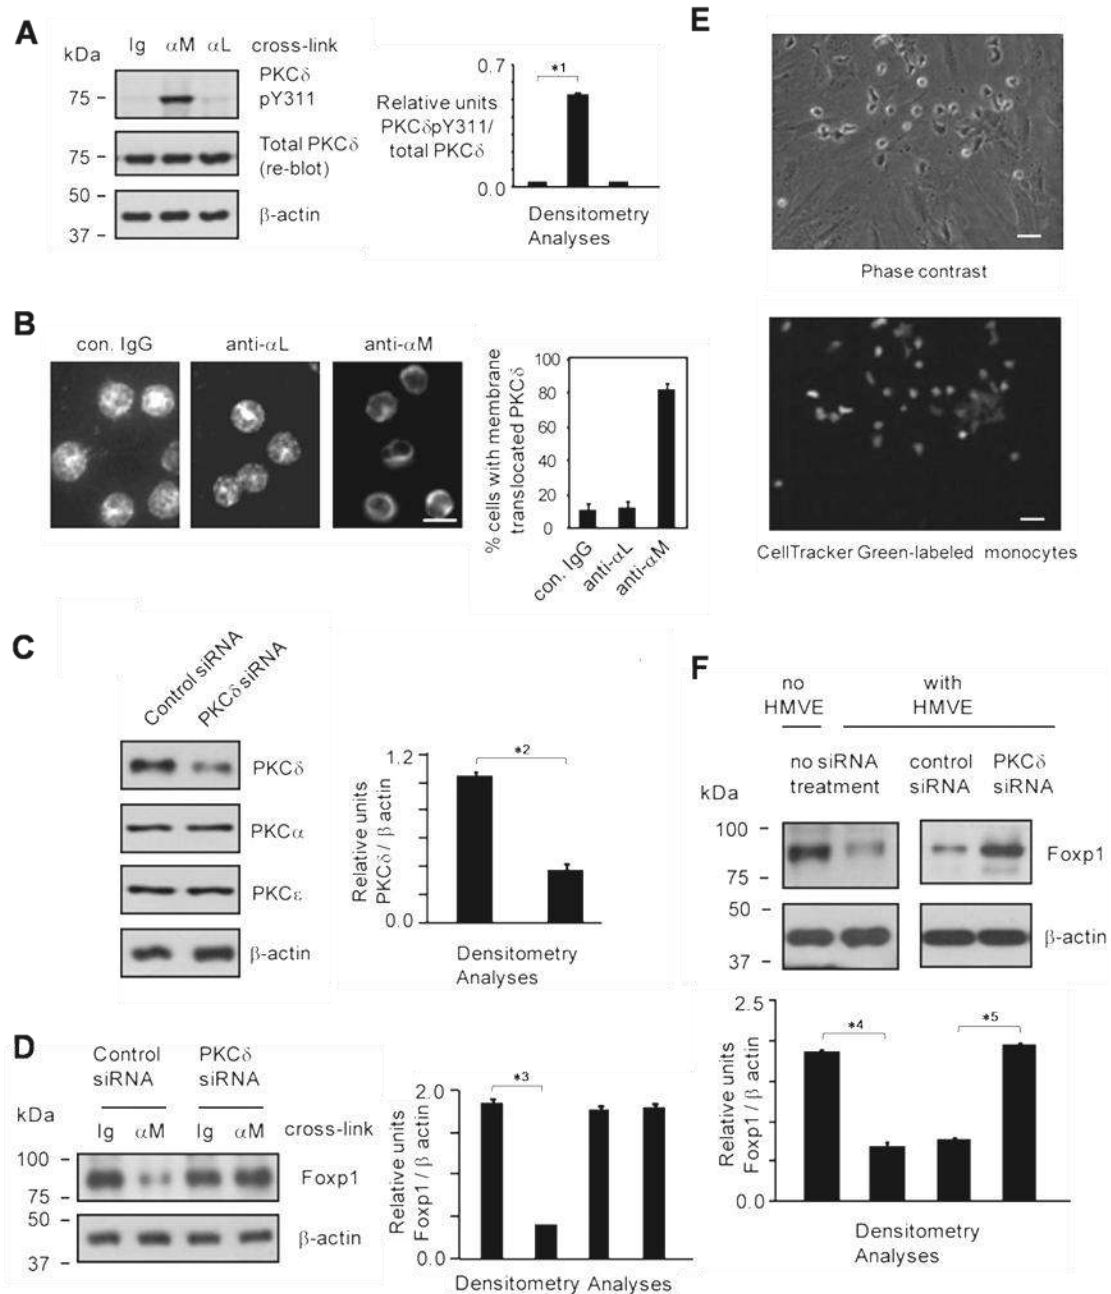 A
kDa
Ig αM αL cross-link
75 –
PKCδ
pY311
75 –
Total PKCδ
(re-blot)
50 –
37 –
β-actin
Relative units
PKCδpY311/
total PKCδ
0.7
0.0
*1
Densitometry
Analyses
B
con. IgG
anti-αL
anti-αM
% cells with membrane
translocated PKCδ
100
80
60
40
20
0
con. IgG
anti-αL
anti-αM
C
Control siRNA
PKCδ siRNA
PKCδ
PKCα
PKCε
β-actin
Relative units
PKCδ / β actin
1.2
0.0
*2
Densitometry
Analyses
D
Control
siRNA
PKCδ
siRNA
kDa
Ig αM Ig αM cross-link
100 –
75 –
Foxp1
50 –
37 –
β-actin
Relative units
Foxp1 / β actin
2.0
0.0
*3
Densitometry Analyses
E
Phase contrast
CellTracker Green-labeled monocytes
F
no
HMVE
with
HMVE
no siRNA
treatment
control
siRNA
PKCδ
siRNA
kDa
100 –
75 –
Foxp1
50 –
37 –
β-actin
Relative units
Foxp1 / β actin
2.5
0.0
*4
*5
Densitometry
Analyses